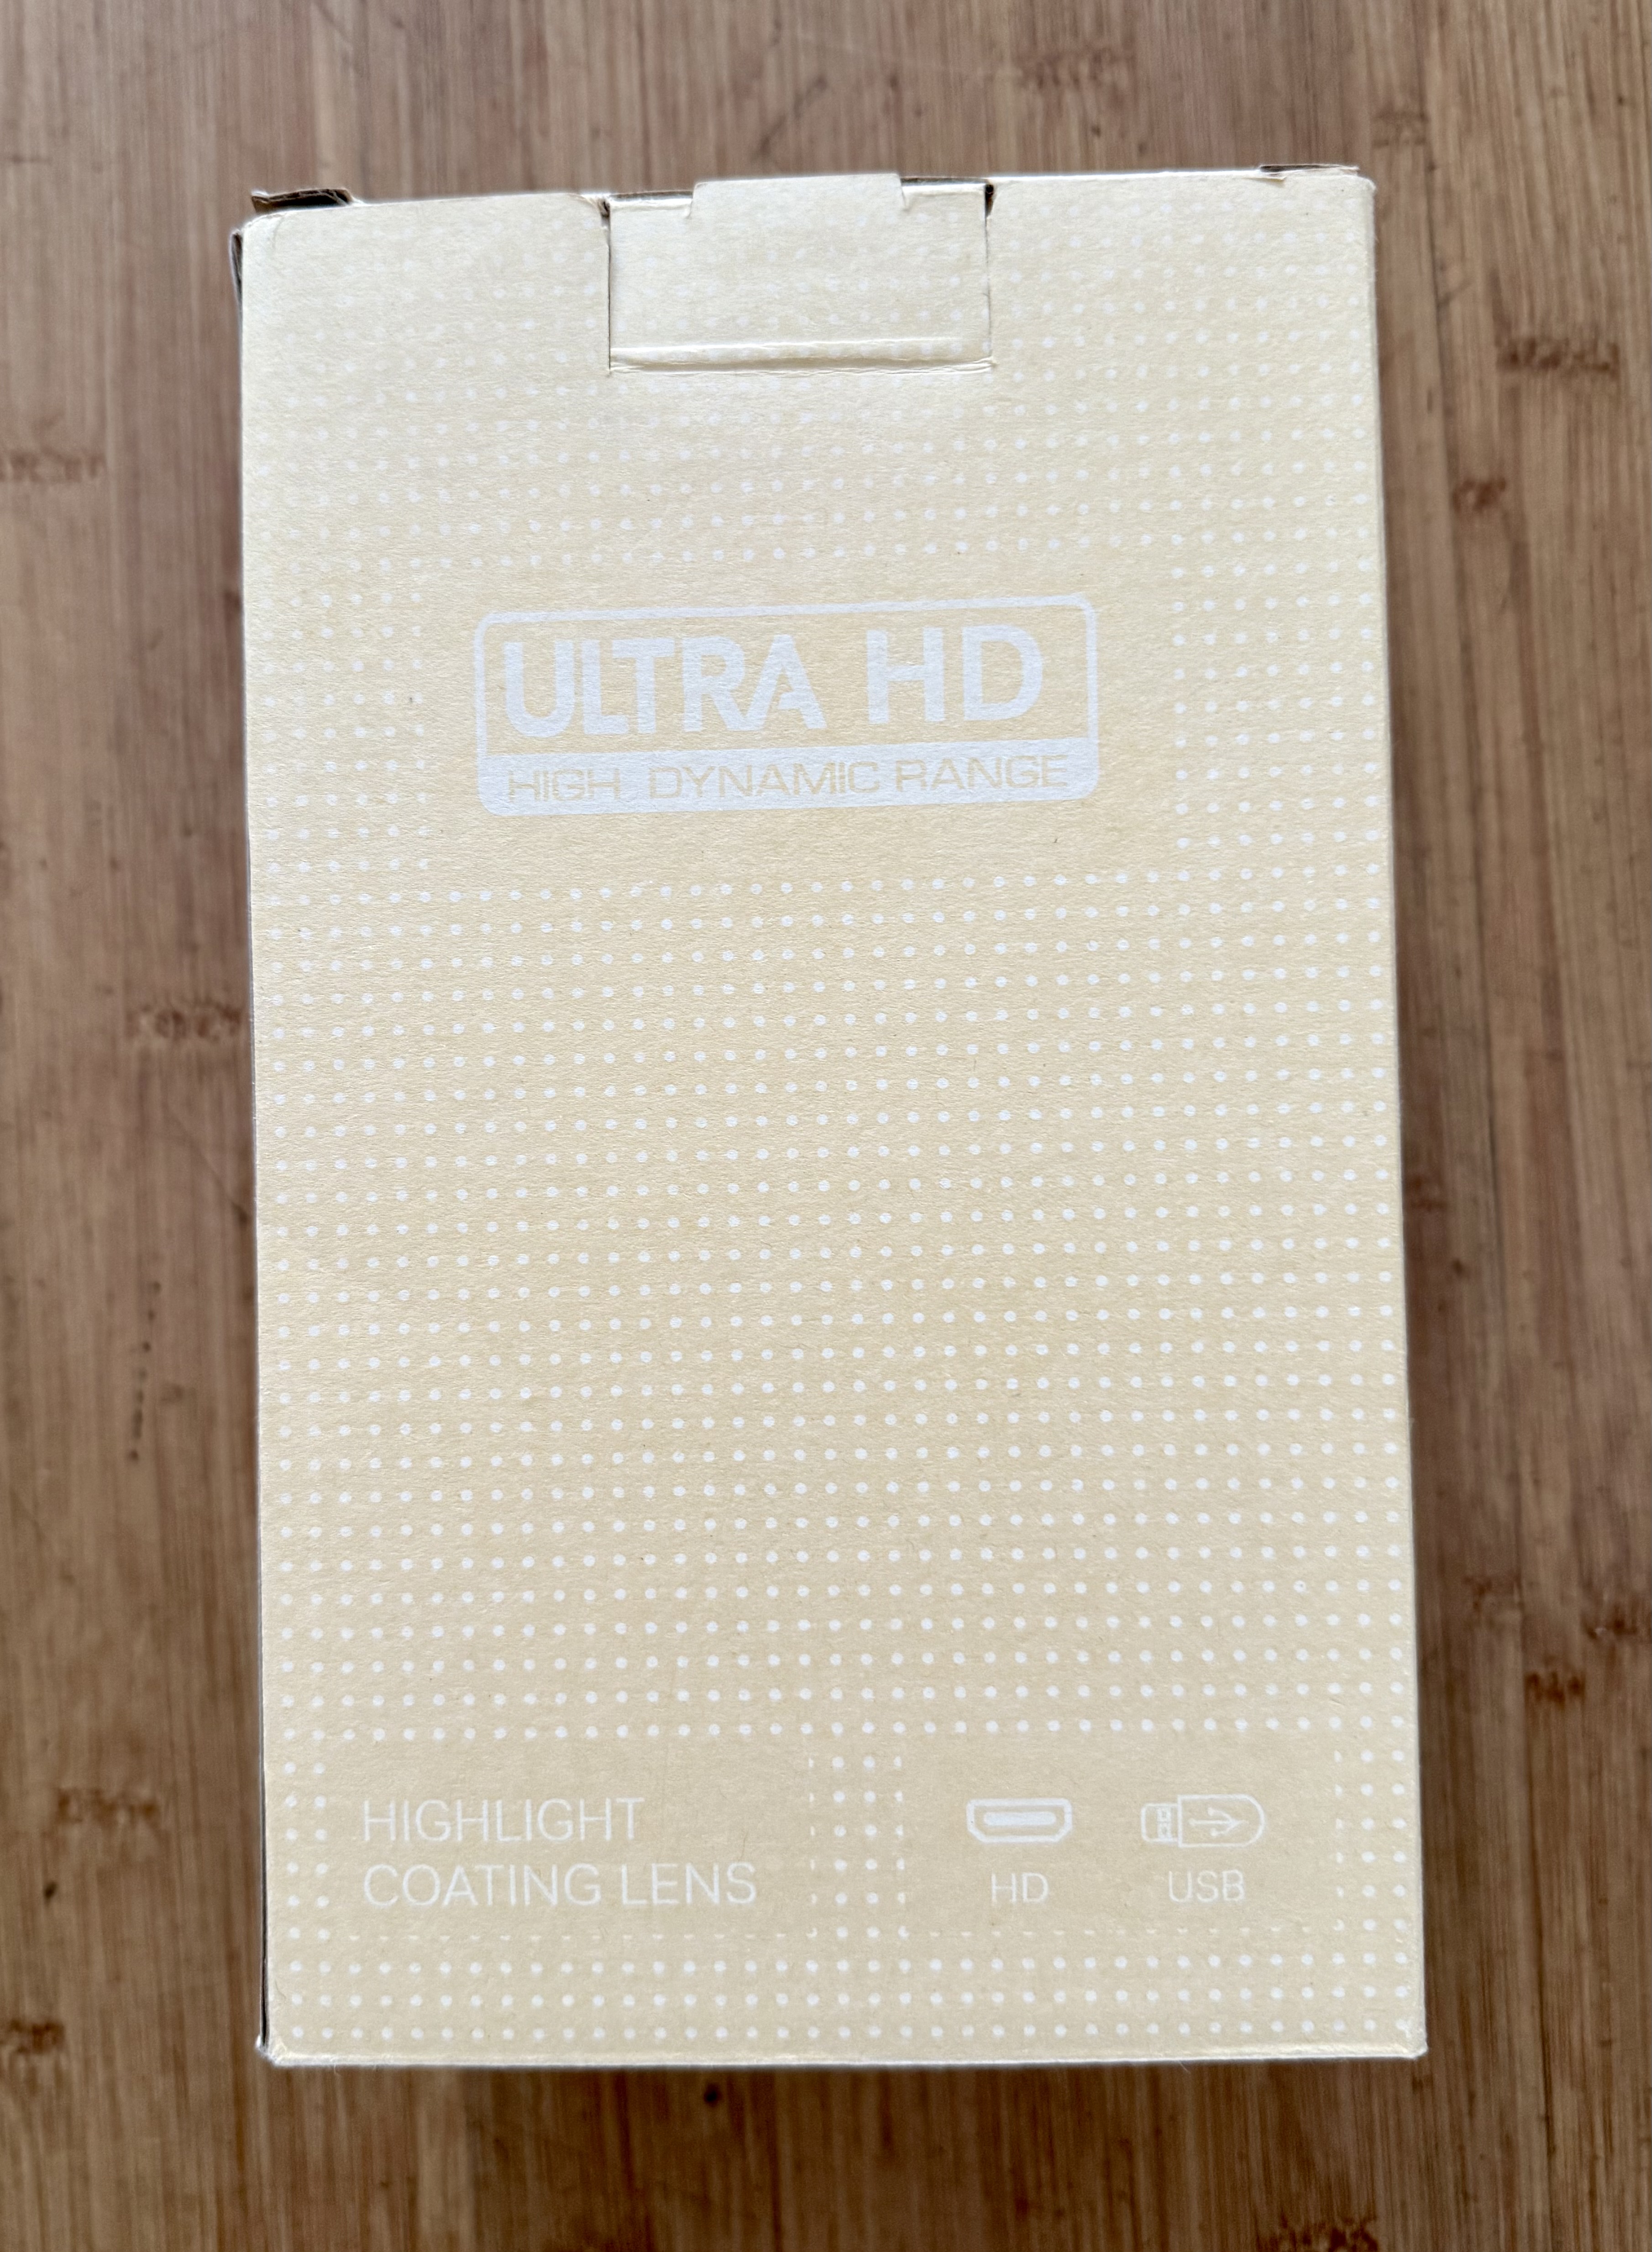 ULTRA HD
HIGH DYNAMIC RANGE
HIGHLIGHT
COATING LENS
HD
USB